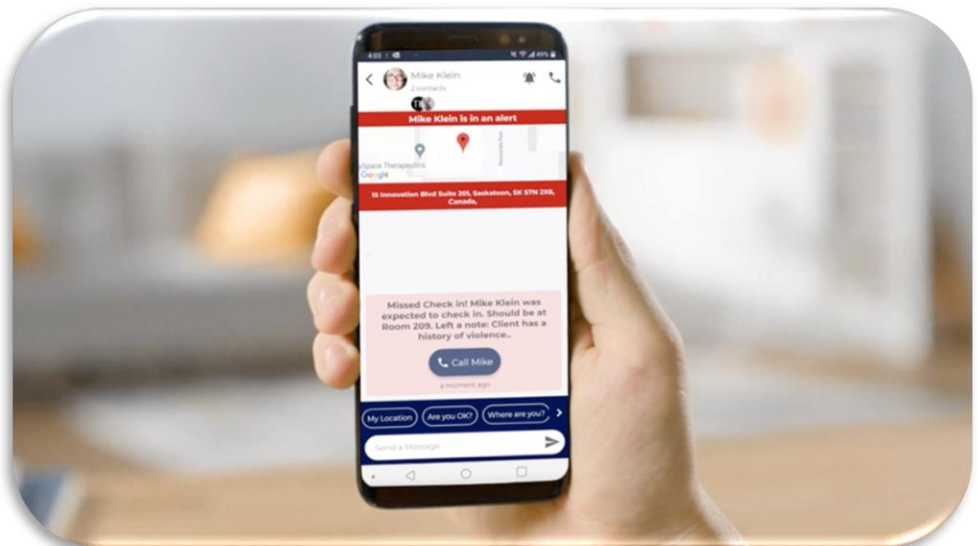 4:03
49%
Mike Klein
2 contacts
Mike Klein is in an alert
Space Therapeutics
Google
15 Innovation Blvd Suite 201, Saskatoon, SK S7N 2X8,
Canada,
Missed Check in! Mike Klein was
expected to check in. Should be at
Room 209. Left a note: Client has a
history of violence..
Call Mike
a moment ago
My Location
Are you OK?
Where are you?
Send a Message